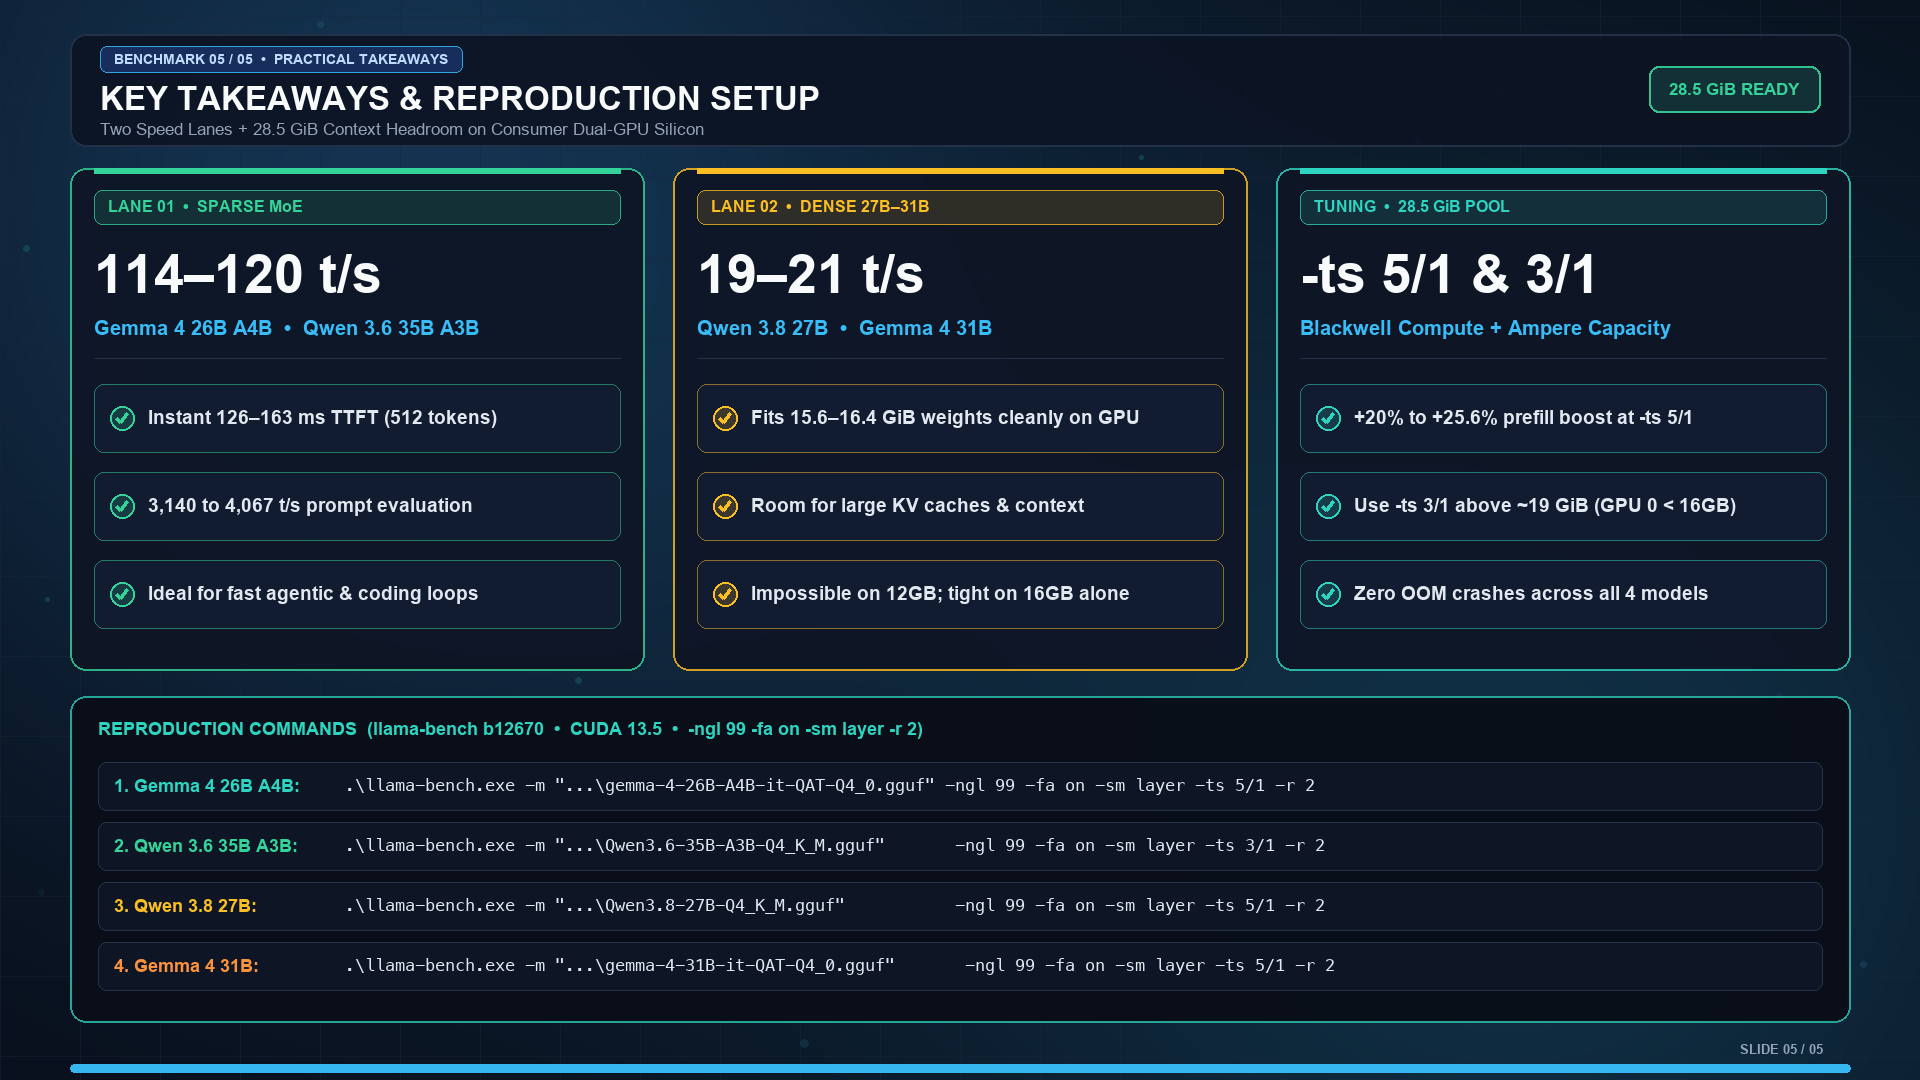 BENCHMARK 05 / 05 • PRACTICAL TAKEAWAYS
KEY TAKEAWAYS & REPRODUCTION SETUP
Two Speed Lanes + 28.5 GiB Context Headroom on Consumer Dual-GPU Silicon
28.5 GiB READY
LANE 01 • SPARSE MoE
114–120 t/s
Gemma 4 26B A4B • Qwen 3.6 35B A3B
Instant 126–163 ms TTFT (512 tokens)
3,140 to 4,067 t/s prompt evaluation
Ideal for fast agentic & coding loops
LANE 02 • DENSE 27B–31B
19–21 t/s
Qwen 3.8 27B • Gemma 4 31B
Fits 15.6–16.4 GiB weights cleanly on GPU
Room for large KV caches & context
Impossible on 12GB; tight on 16GB alone
TUNING • 28.5 GiB POOL
-ts 5/1 & 3/1
Blackwell Compute + Ampere Capacity
+20% to +25.6% prefill boost at -ts 5/1
Use -ts 3/1 above ~19 GiB (GPU 0 < 16GB)
Zero OOM crashes across all 4 models
REPRODUCTION COMMANDS (llama-bench b12670 • CUDA 13.5 • -ngl 99 -fa on -sm layer -r 2)
1. Gemma 4 26B A4B: .\llama-bench.exe -m "...\gemma-4-26B-A4B-it-QAT-Q4_0.gguf" -ngl 99 -fa on -sm layer -ts 5/1 -r 2
2. Qwen 3.6 35B A3B: .\llama-bench.exe -m "...\Qwen3.6-35B-A3B-Q4_K_M.gguf" -ngl 99 -fa on -sm layer -ts 3/1 -r 2
3. Qwen 3.8 27B: .\llama-bench.exe -m "...\Qwen3.8-27B-Q4_K_M.gguf" -ngl 99 -fa on -sm layer -ts 5/1 -r 2
4. Gemma 4 31B: .\llama-bench.exe -m "...\gemma-4-31B-it-QAT-Q4_0.gguf" -ngl 99 -fa on -sm layer -ts 5/1 -r 2
SLIDE 05 / 05